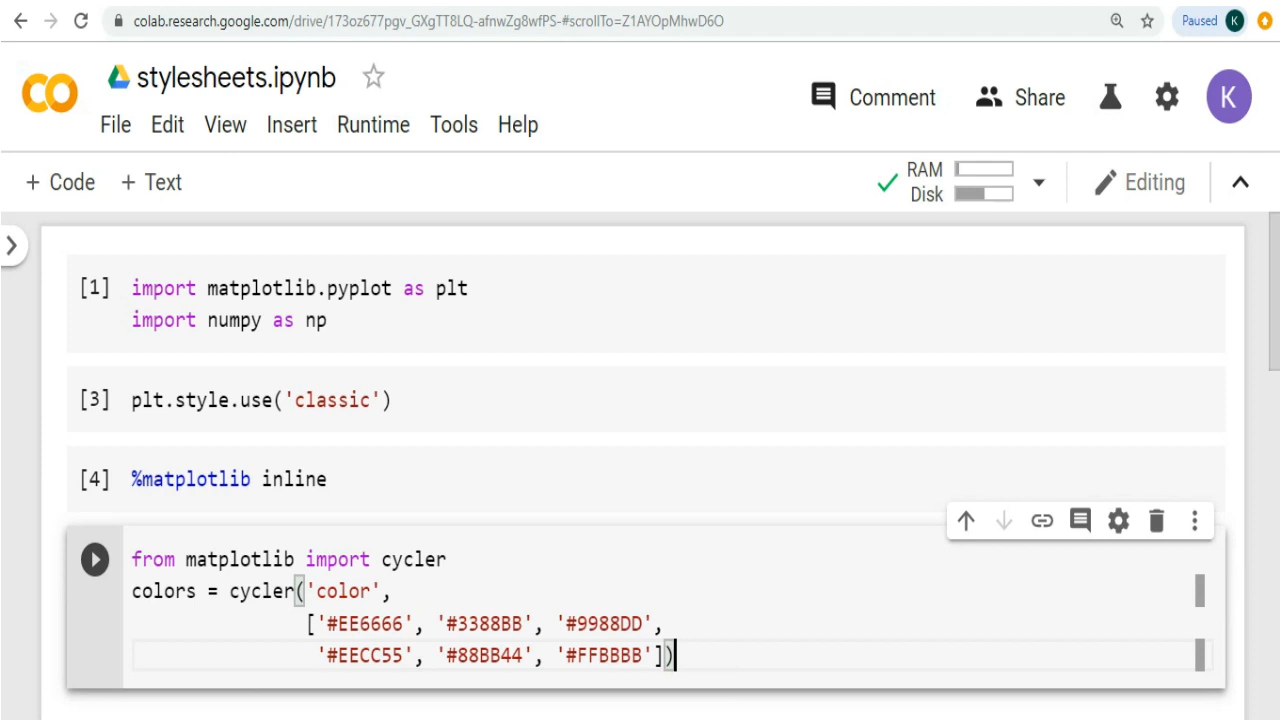 colab.research.google.com/drive/173oz677pgv_GXgTT8LQ-afnwZg8wfPS-#scrollTo=Z1AYOpMhwD6O
Paused K
CO stylesheets.ipynb
Comment Share K
File Edit View Insert Runtime Tools Help
+ Code + Text
RAM
Disk
Editing
[1] import matplotlib.pyplot as plt
import numpy as np
[3] plt.style.use('classic')
[4] %matplotlib inline
from matplotlib import cycler
colors = cycler('color',
['#EE6666', '#3388BB', '#9988DD',
'#EECC55', '#88BB44', '#FFBBBB'])